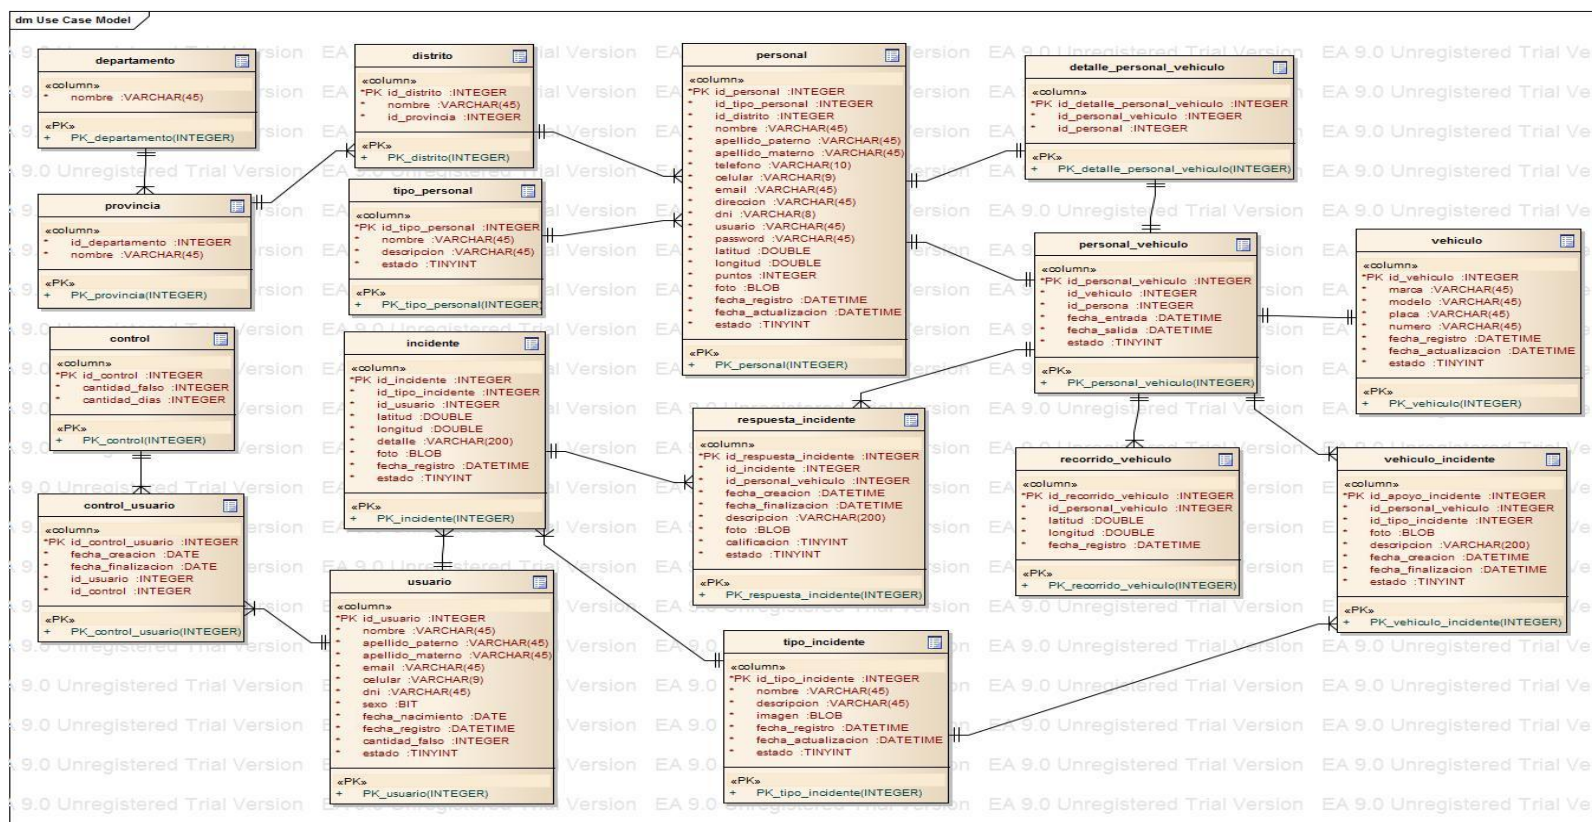 dm Use Case Model
departamento
«column»
* nombre :VARCHAR(45)
«PK»
+ PK_departamento(INTEGER)
distrito
«column»
*PK id_distrito :INTEGER
* nombre :VARCHAR(45)
* id_provincia :INTEGER
«PK»
+ PK_distrito(INTEGER)
personal
«column»
*PK id_personal :INTEGER
* id_tipo_personal :INTEGER
* id_distrito :INTEGER
* nombre :VARCHAR(45)
* apellido_paterno :VARCHAR(45)
* apellido_materno :VARCHAR(45)
* telefono :VARCHAR(10)
* celular :VARCHAR(9)
* email :VARCHAR(45)
* direccion :VARCHAR(45)
* dni :VARCHAR(8)
* usuario :VARCHAR(45)
* password :VARCHAR(45)
* latitud :DOUBLE
* longitud :DOUBLE
* puntos :INTEGER
* foto :BLOB
* fecha_registro :DATETIME
* fecha_actualizacion :DATETIME
* estado :TINYINT
«PK»
+ PK_personal(INTEGER)
detalle_personal_vehiculo
«column»
*PK id_detalle_personal_vehiculo :INTEGER
* id_personal_vehiculo :INTEGER
* id_personal :INTEGER
«PK»
+ PK_detalle_personal_vehiculo(INTEGER)
provincia
«column»
* id_departamento :INTEGER
* nombre :VARCHAR(45)
«PK»
+ PK_provincia(INTEGER)
tipo_personal
«column»
*PK id_tipo_personal :INTEGER
* nombre :VARCHAR(45)
* descripcion :VARCHAR(45)
* estado :TINYINT
«PK»
+ PK_tipo_personal(INTEGER)
personal_vehiculo
«column»
*PK id_personal_vehiculo :INTEGER
* id_vehiculo :INTEGER
* id_persona :INTEGER
* fecha_entrada :DATETIME
* fecha_salida :DATETIME
* estado :TINYINT
«PK»
+ PK_personal_vehiculo(INTEGER)
vehiculo
«column»
*PK id_vehiculo :INTEGER
* marca :VARCHAR(45)
* modelo :VARCHAR(45)
* placa :VARCHAR(45)
* numero :VARCHAR(45)
* fecha_registro :DATETIME
* fecha_actualizacion :DATETIME
* estado :TINYINT
«PK»
+ PK_vehiculo(INTEGER)
control
«column»
*PK id_control :INTEGER
* cantidad_falso :INTEGER
* cantidad_dias :INTEGER
«PK»
+ PK_control(INTEGER)
incidente
«column»
*PK id_incidente :INTEGER
* id_tipo_incidente :INTEGER
* id_usuario :INTEGER
* latitud :DOUBLE
* longitud :DOUBLE
* detalle :VARCHAR(200)
* foto :BLOB
* fecha_registro :DATETIME
* estado :TINYINT
«PK»
+ PK_incidente(INTEGER)
respuesta_incidente
«column»
*PK id_respuesta_incidente :INTEGER
* id_incidente :INTEGER
* id_personal_vehiculo :INTEGER
* fecha_creacion :DATETIME
* fecha_finalizacion :DATETIME
* descripcion :VARCHAR(200)
* foto :BLOB
* calificacion :TINYINT
* estado :TINYINT
«PK»
+ PK_respuesta_incidente(INTEGER)
recorrido_vehiculo
«column»
*PK id_recorrido_vehiculo :INTEGER
* id_personal_vehiculo :INTEGER
* latitud :DOUBLE
* longitud :DOUBLE
* fecha_registro :DATETIME
«PK»
+ PK_recorrido_vehiculo(INTEGER)
vehiculo_incidente
«column»
*PK id_apoyo_incidente :INTEGER
* id_personal_vehiculo :INTEGER
* id_tipo_incidente :INTEGER
* foto :BLOB
* descripcion :VARCHAR(200)
* fecha_creacion :DATETIME
* fecha_finalizacion :DATETIME
* estado :TINYINT
«PK»
+ PK_vehiculo_incidente(INTEGER)
control_usuario
«column»
*PK id_control_usuario :INTEGER
* fecha_creacion :DATE
* fecha_finalizacion :DATE
* id_usuario :INTEGER
* id_control :INTEGER
«PK»
+ PK_control_usuario(INTEGER)
usuario
«column»
*PK id_usuario :INTEGER
* nombre :VARCHAR(45)
* apellido_paterno :VARCHAR(45)
* apellido_materno :VARCHAR(45)
* email :VARCHAR(45)
* celular :VARCHAR(9)
* dni :VARCHAR(45)
* sexo :BIT
* fecha_nacimiento :DATE
* fecha_registro :DATETIME
* cantidad_falso :INTEGER
* estado :TINYINT
«PK»
+ PK_usuario(INTEGER)
tipo_incidente
«column»
*PK id_tipo_incidente :INTEGER
* nombre :VARCHAR(45)
* descripcion :VARCHAR(45)
* imagen :BLOB
* fecha_registro :DATETIME
* fecha_actualizacion :DATETIME
* estado :TINYINT
«PK»
+ PK_tipo_incidente(INTEGER)
EA 9.0 Unregistered Trial Version